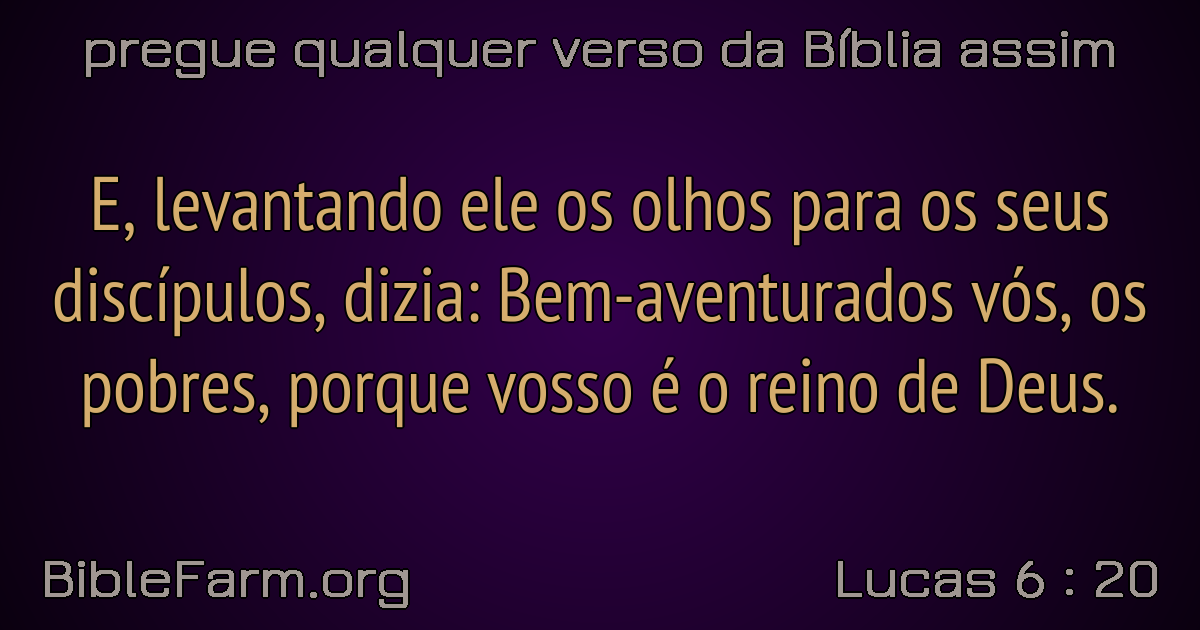 pregue qualquer verso da Bíblia assim
E, levantando ele os olhos para os seus
discípulos, dizia: Bem-aventurados vós, os
pobres, porque vosso é o reino de Deus.
BibleFarm.org
Lucas 6 : 20